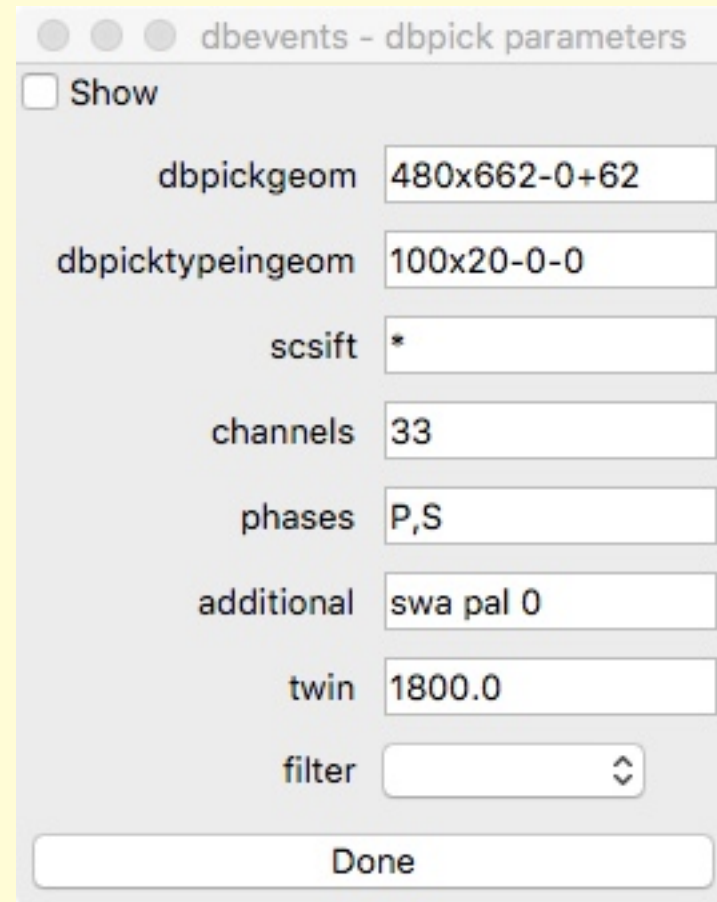 dbevents - dbpick parameters
Show
dbpickgeom 480x662-0+62
dbpicktypeingeom 100x20-0-0
scsift *
channels 33
phases P,S
additional swa pal 0
twin 1800.0
filter
Done